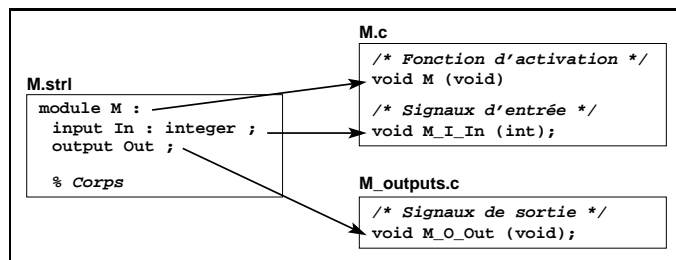 M.strl
module M :
input In : integer ;
output Out ;
% Corps
M.c
/* Fonction d'activation */
void M (void)
/* Signaux d'entrée */
void M_I_In (int);
M_outputs.c
/* Signaux de sortie */
void M_O_Out (void);